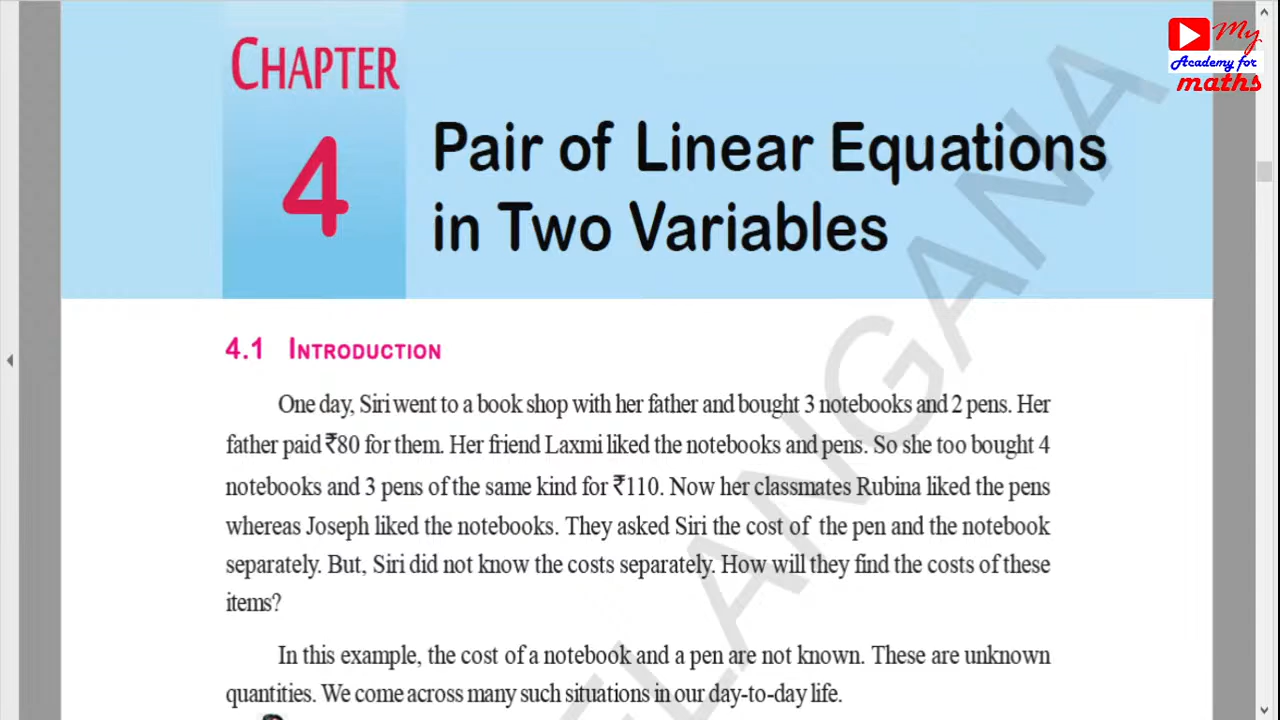 CHAPTER
4
Pair of Linear Equations
in Two Variables
My
Academy for
maths
4.1 INTRODUCTION
One day, Siri went to a book shop with her father and bought 3 notebooks and 2 pens. Her
father paid ₹80 for them. Her friend Laxmi liked the notebooks and pens. So she too bought 4
notebooks and 3 pens of the same kind for ₹110. Now her classmates Rubina liked the pens
whereas Joseph liked the notebooks. They asked Siri the cost of the pen and the notebook
separately. But, Siri did not know the costs separately. How will they find the costs of these
items?
In this example, the cost of a notebook and a pen are not known. These are unknown
quantities. We come across many such situations in our day-to-day life.
ELANGANA